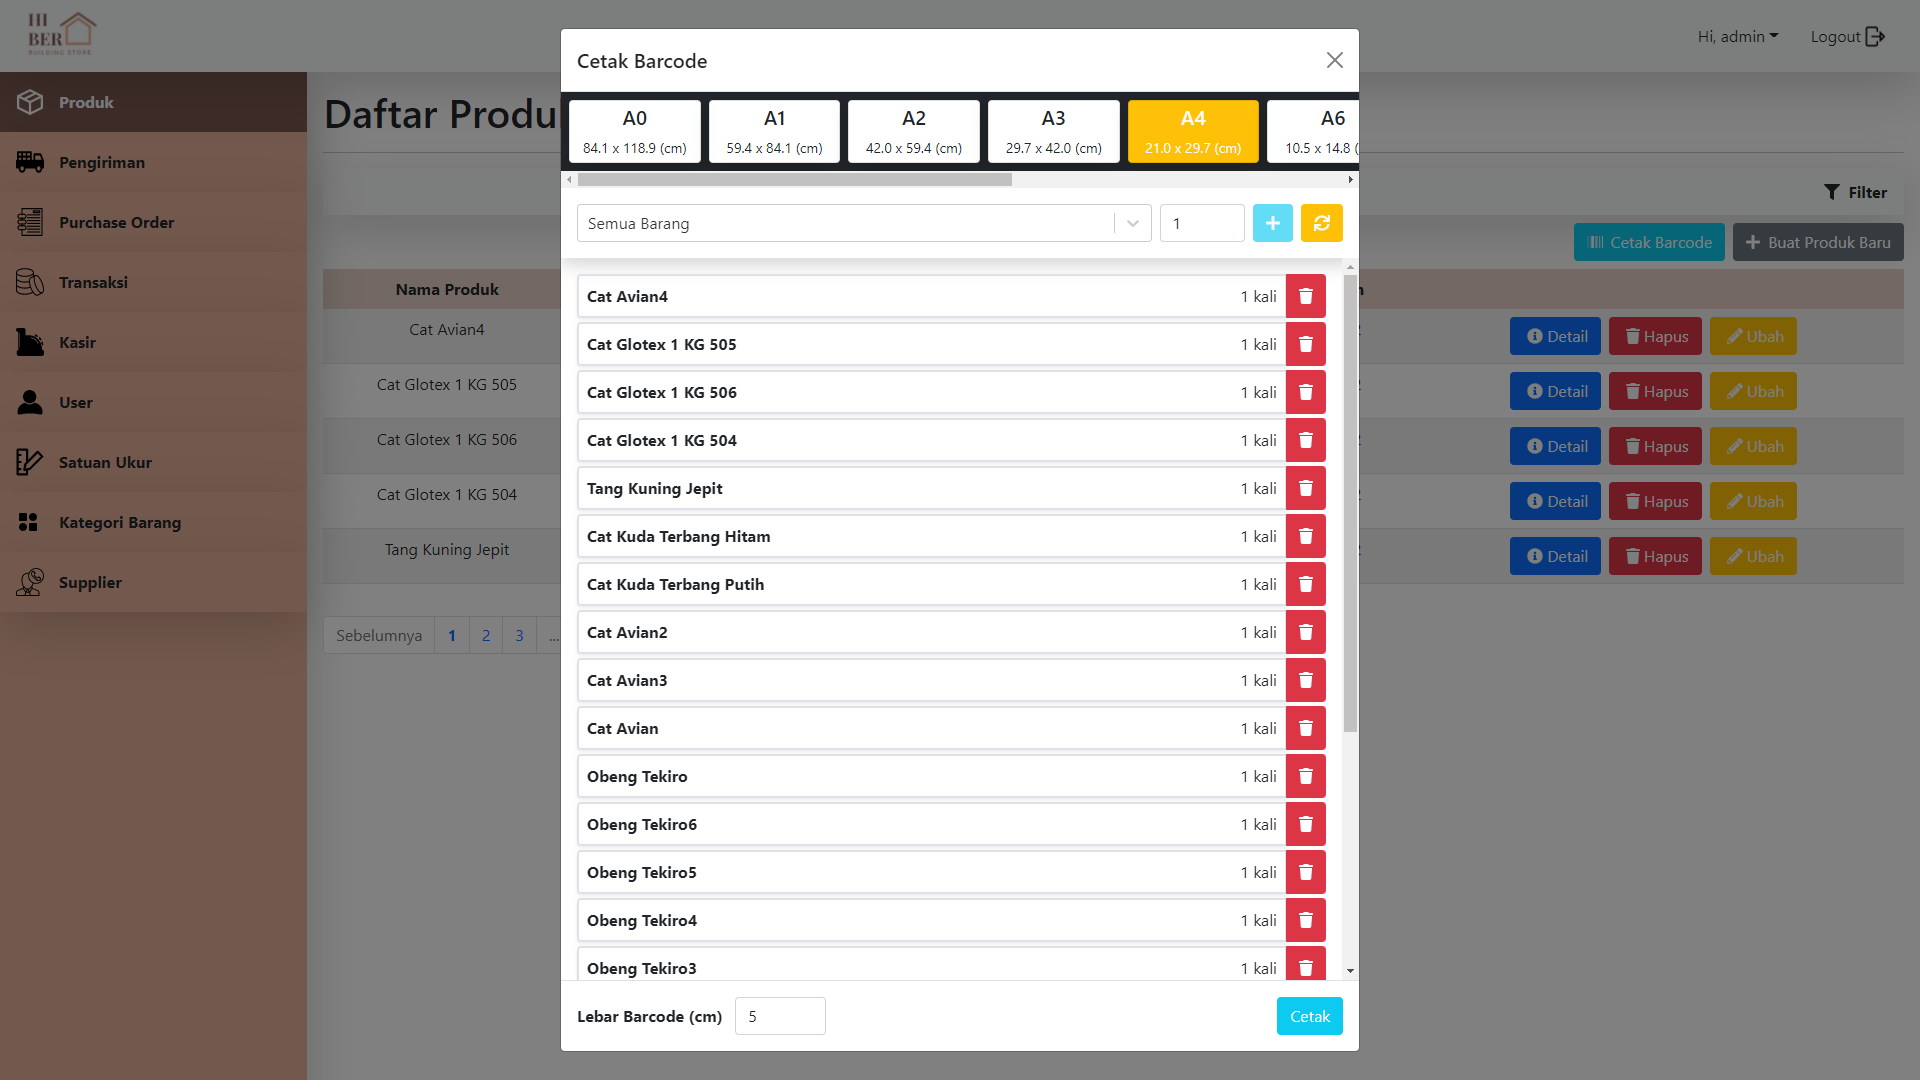 HI
BER
BUILDING STORE
Hi, admin
Logout
Produk
Pengiriman
Purchase Order
Transaksi
Kasir
User
Satuan Ukur
Kategori Barang
Supplier
Daftar Produ
Filter
Cetak Barcode
Buat Produk Baru
Nama Produk
Cat Avian4
Detail
Hapus
Ubah
Cat Glotex 1 KG 505
Detail
Hapus
Ubah
Cat Glotex 1 KG 506
Detail
Hapus
Ubah
Cat Glotex 1 KG 504
Detail
Hapus
Ubah
Tang Kuning Jepit
Detail
Hapus
Ubah
Sebelumnya 1 2 3 ...
Cetak Barcode
A0
84.1 x 118.9 (cm)
A1
59.4 x 84.1 (cm)
A2
42.0 x 59.4 (cm)
A3
29.7 x 42.0 (cm)
A4
21.0 x 29.7 (cm)
A6
10.5 x 14.8 (
Semua Barang
1
Cat Avian4 1 kali
Cat Glotex 1 KG 505 1 kali
Cat Glotex 1 KG 506 1 kali
Cat Glotex 1 KG 504 1 kali
Tang Kuning Jepit 1 kali
Cat Kuda Terbang Hitam 1 kali
Cat Kuda Terbang Putih 1 kali
Cat Avian2 1 kali
Cat Avian3 1 kali
Cat Avian 1 kali
Obeng Tekiro 1 kali
Obeng Tekiro6 1 kali
Obeng Tekiro5 1 kali
Obeng Tekiro4 1 kali
Obeng Tekiro3 1 kali
Lebar Barcode (cm) 5
Cetak